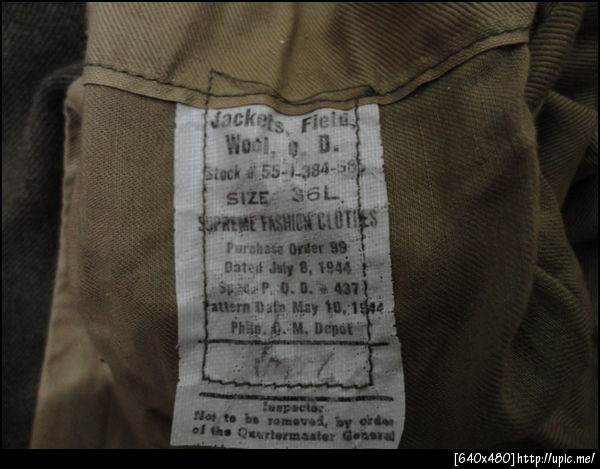 Jackets, Field,
Wool, O. D.
Stock # 55-J-384-
SIZE 36L
SUPREME FASHION CLOTHES
Purchase Order 99
Dated July 8, 1944
Spec. P. Q. D. # 437
Pattern Date May 18, 1944
Phila. Q. M. Depot
Inspector
Not to be removed, by order
of the Quartermaster General
[640x480]http://upic.me/